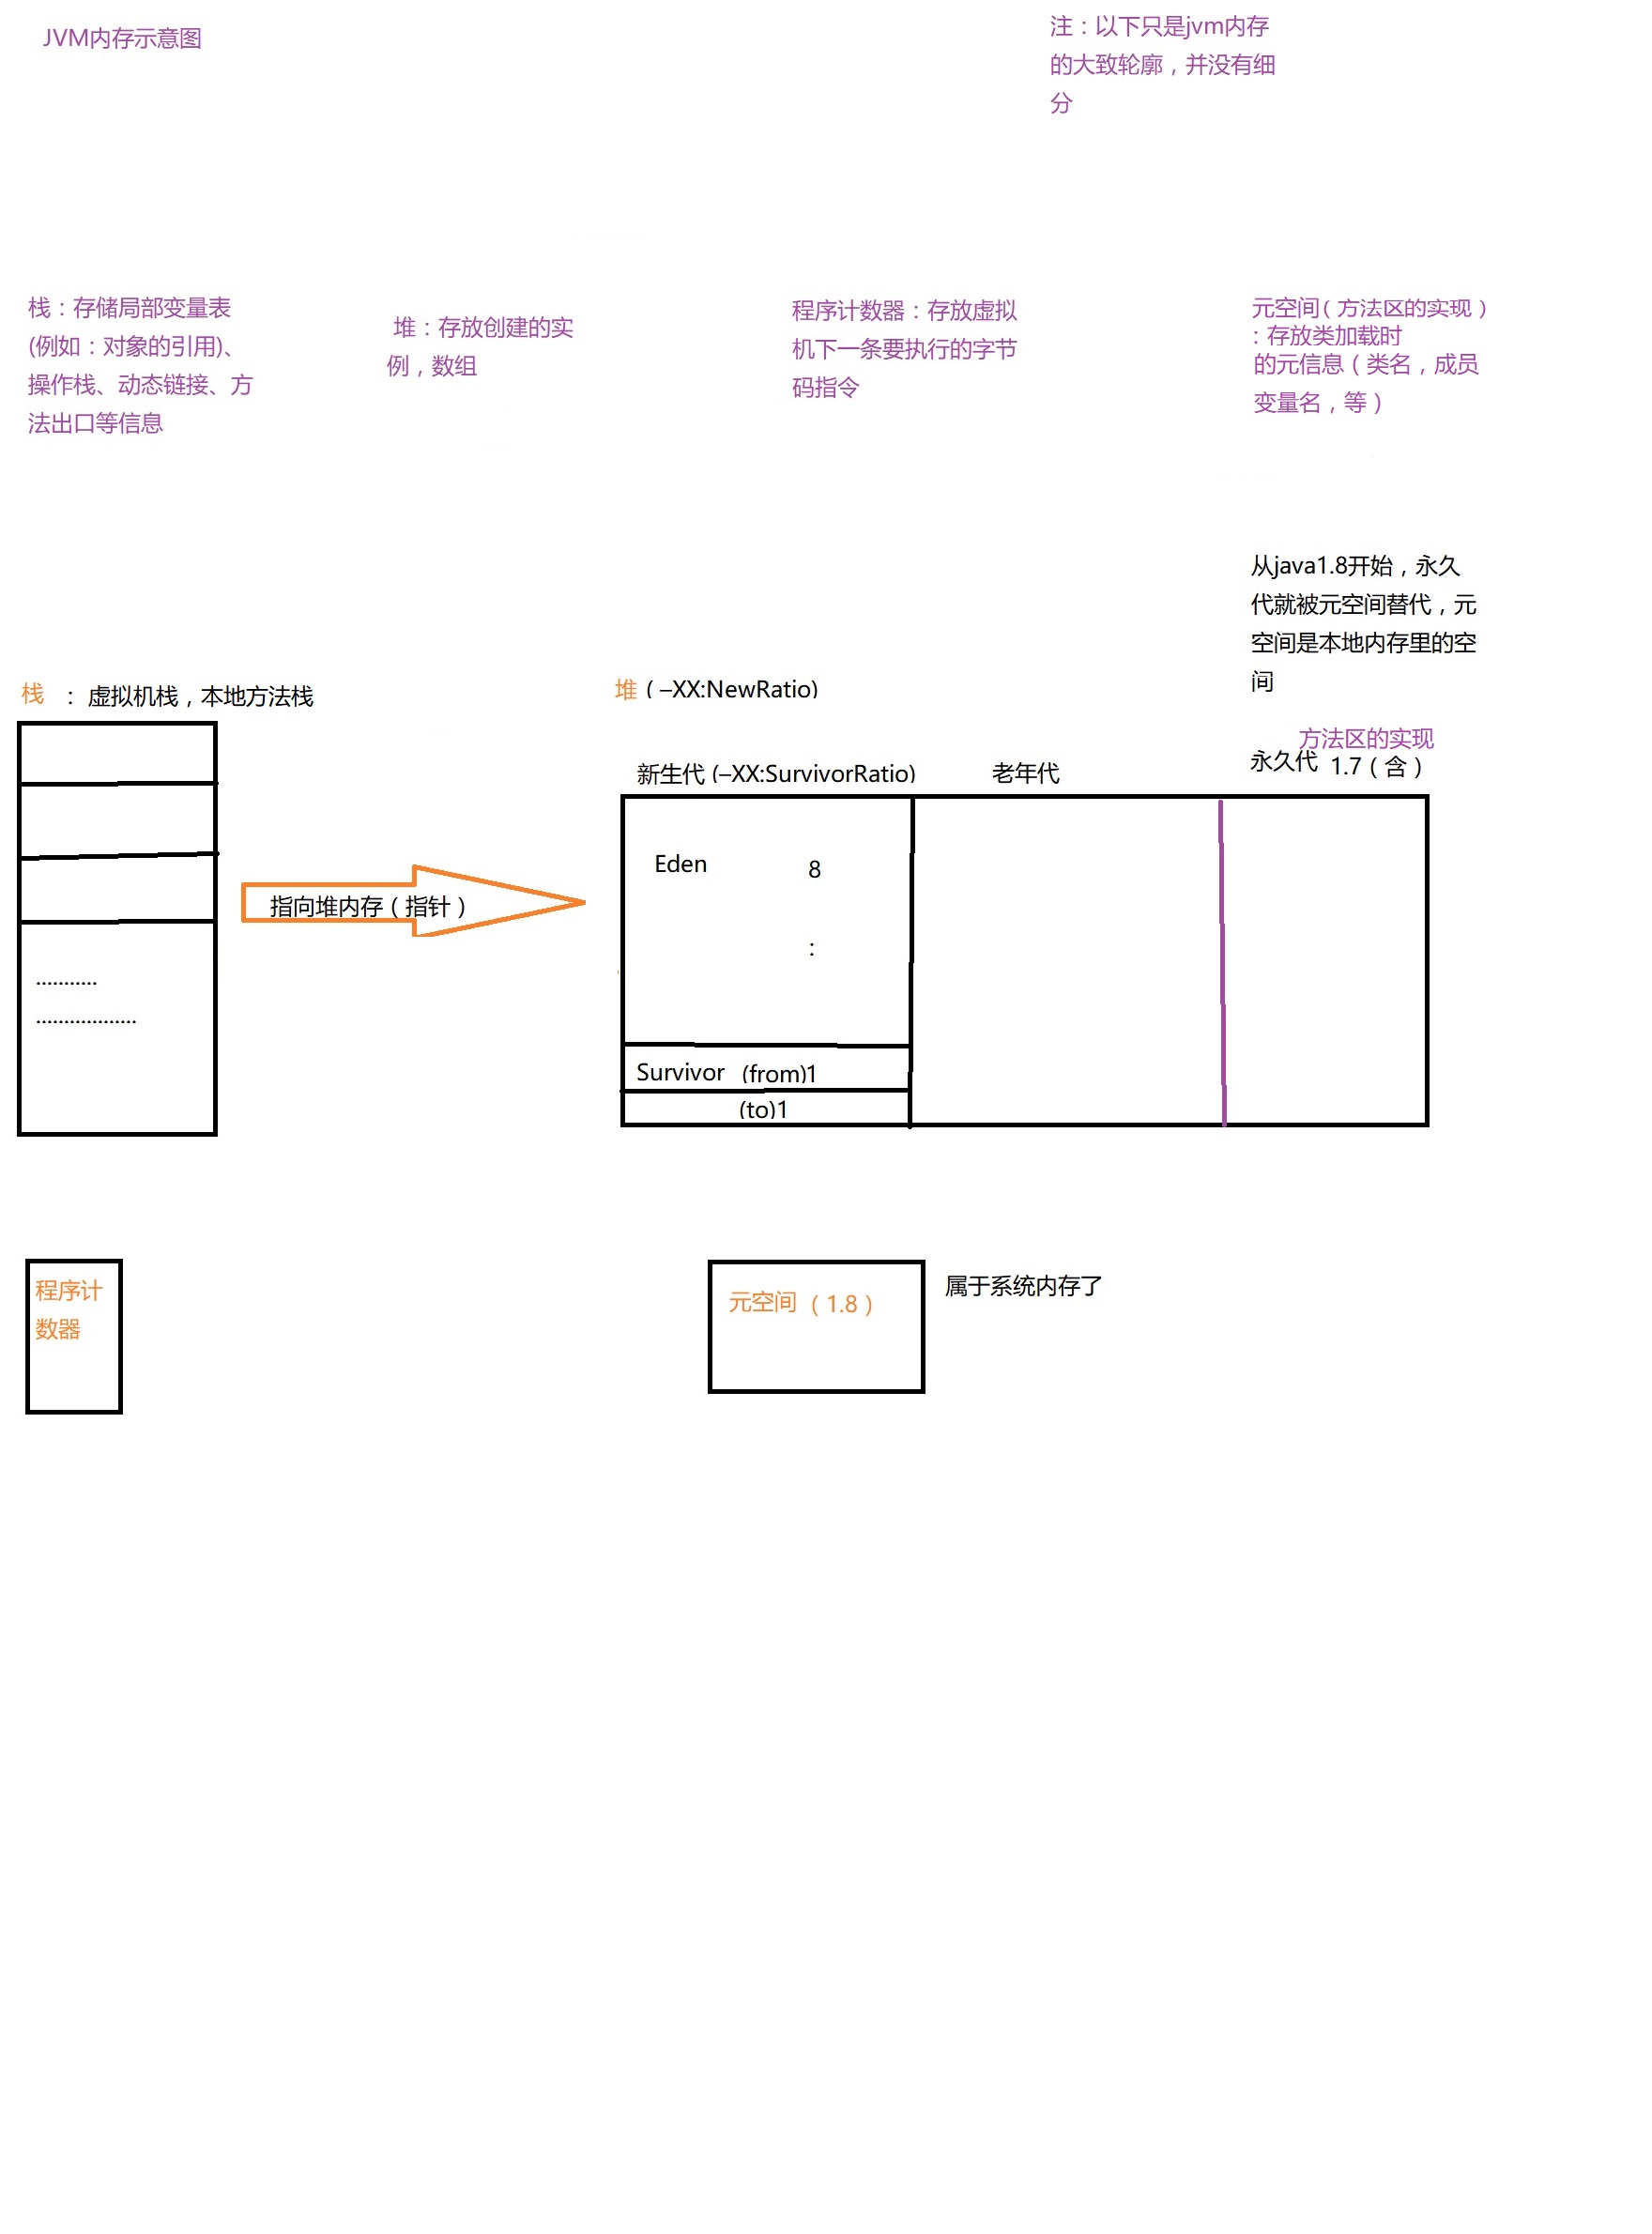 JVM内存示意图
注：以下只是jvm内存
的大致轮廓，并没有细
分
栈：存储局部变量表
(例如：对象的引用)、
操作栈、动态链接、方
法出口等信息
堆：存放创建的实
例，数组
程序计数器：存放虚拟
机下一条要执行的字节
码指令
元空间（方法区的实现）
：存放类加载时
的元信息（类名，成员
变量名，等）
从java1.8开始，永久
代就被元空间替代，元
空间是本地内存里的空
间
栈 ： 虚拟机栈，本地方法栈
堆 (–XX:NewRatio)
方法区的实现
新生代 (–XX:SurvivorRatio)
老年代
永久代 1.7（含）
Eden 8
:
指向堆内存（指针）
...........
..................
Survivor (from)1
(to)1
程序计
数器
元空间（1.8）
属于系统内存了